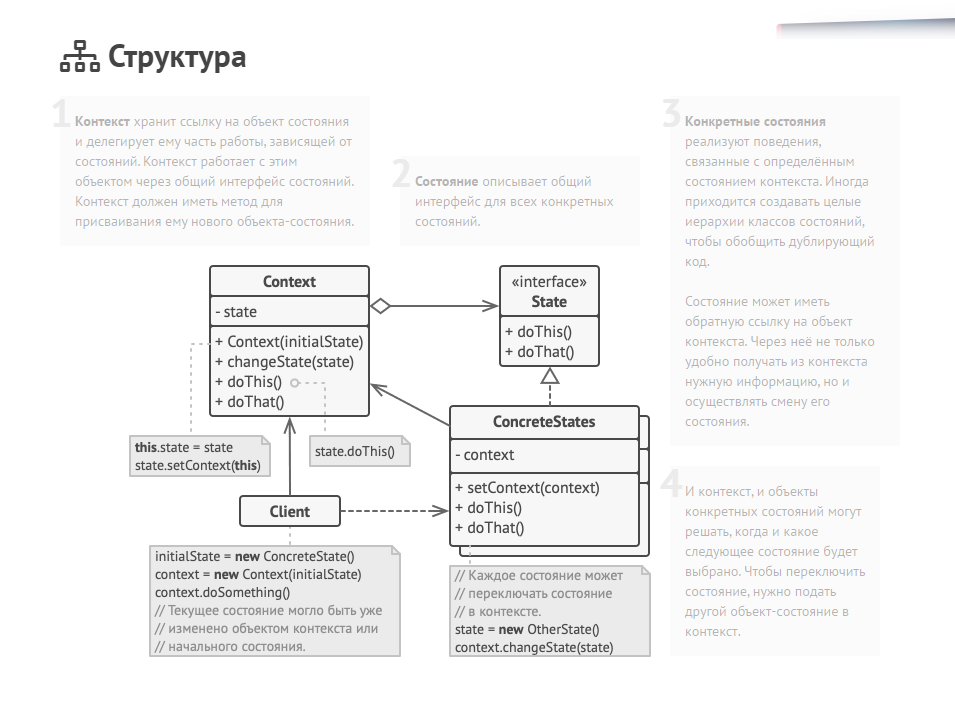 Структура
1
Контекст хранит ссылку на объект состояния
и делегирует ему часть работы, зависящей от
состояний. Контекст работает с этим
объектом через общий интерфейс состояний.
Контекст должен иметь метод для
присваивания ему нового объекта-состояния.
2
Состояние описывает общий
интерфейс для всех конкретных
состояний.
3
Конкретные состояния
реализуют поведения,
связанные с определённым
состоянием контекста. Иногда
приходится создавать целые
иерархии классов состояний,
чтобы обобщить дублирующий
код.
Состояние может иметь
обратную ссылку на объект
контекста. Через неё не только
удобно получать из контекста
нужную информацию, но и
осуществлять смену его
состояния.
Context
- state
+ Context(initialState)
+ changeState(state)
+ doThis()
+ doThat()
«interface»
State
+ doThis()
+ doThat()
this.state = state
state.setContext(this)
state.doThis()
ConcreteStates
- context
+ setContext(context)
+ doThis()
+ doThat()
Client
initialState = new ConcreteState()
context = new Context(initialState)
context.doSomething()
// Текущее состояние могло быть уже
// изменено объектом контекста или
// начального состояния.
// Каждое состояние может
// переключать состояние
// в контексте.
state = new OtherState()
context.changeState(state)
4
И контекст, и объекты
конкретных состояний могут
решать, когда и какое
следующее состояние будет
выбрано. Чтобы переключить
состояние, нужно подать
другой объект-состояние в
контекст.